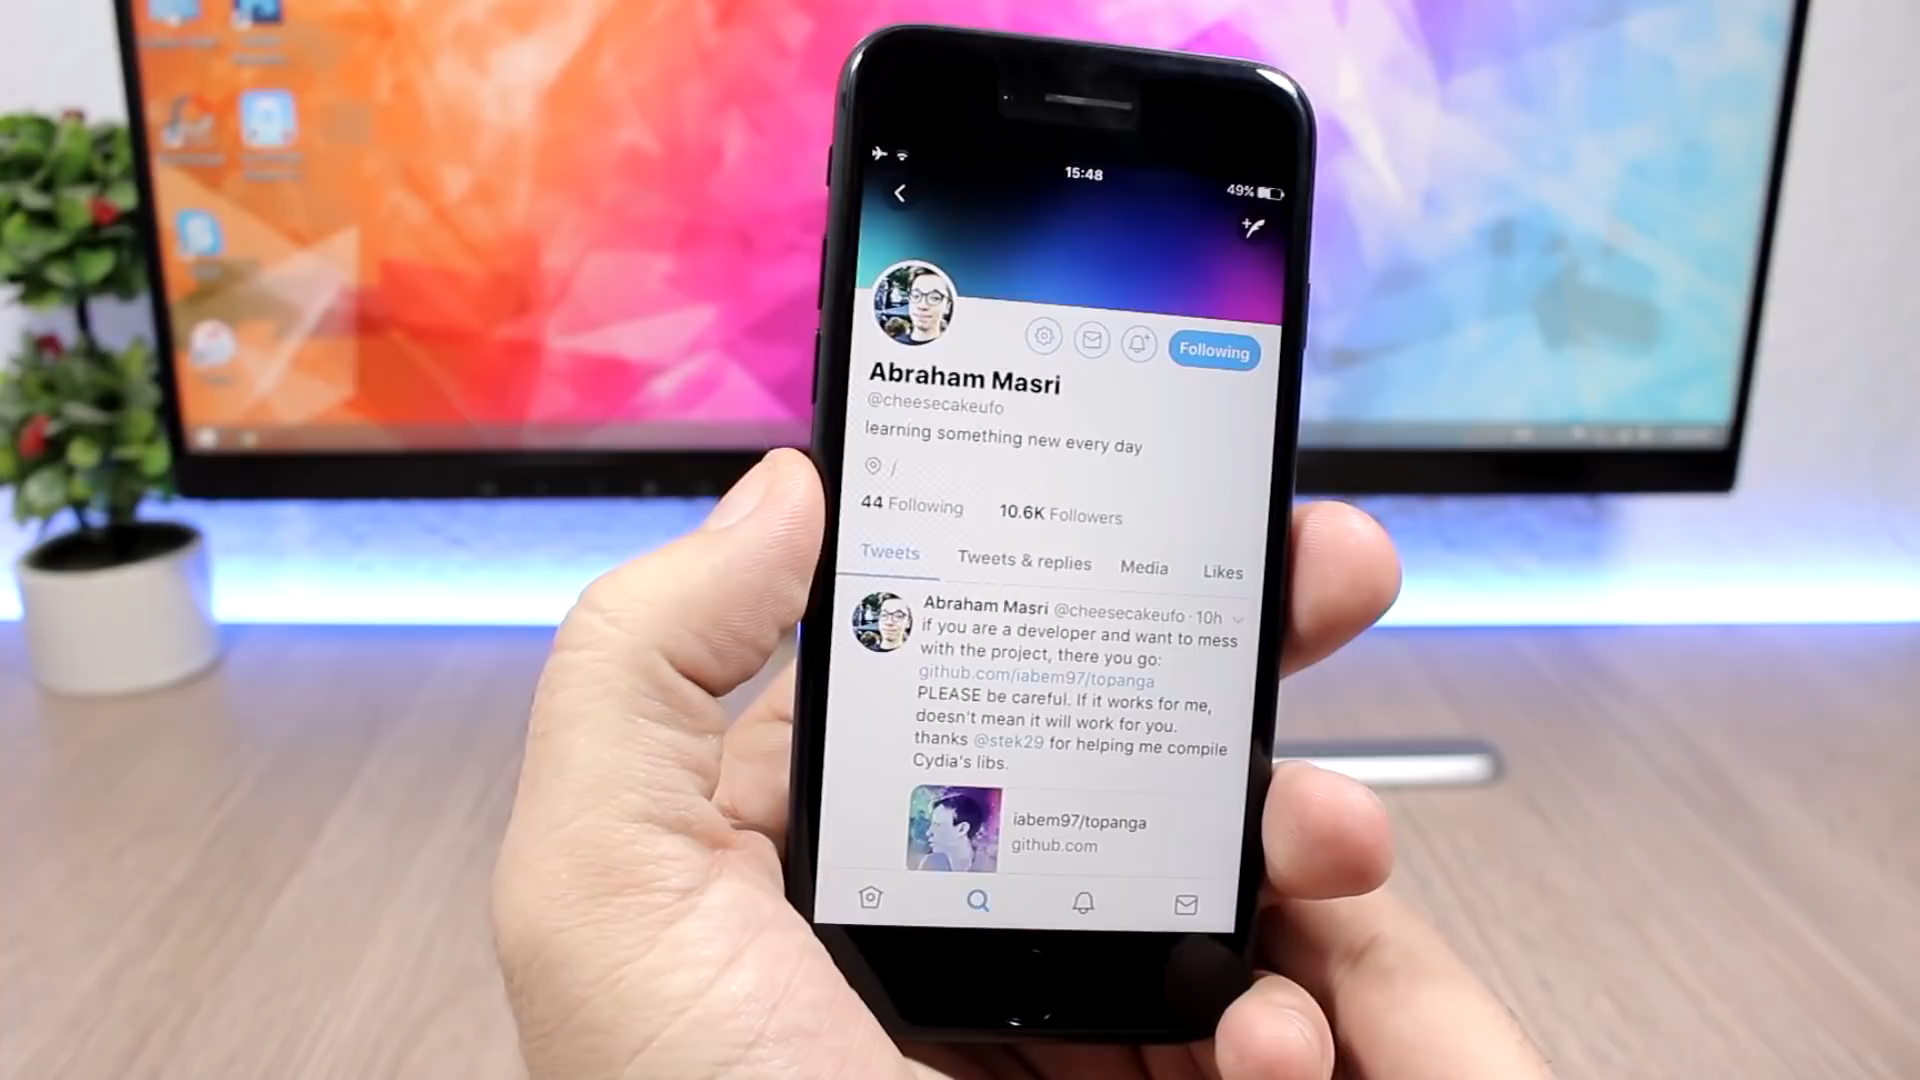 15:48
49%
Following
Abraham Masri
@cheesecakeufo
learning something new every day
/
44 Following 10.6K Followers
Tweets Tweets & replies Media Likes
Abraham Masri @cheesecakeufo · 10h
if you are a developer and want to mess
with the project, there you go:
github.com/iabem97/topanga
PLEASE be careful. If it works for me,
doesn't mean it will work for you.
thanks @stek29 for helping me compile
Cydia's libs.
iabem97/topanga
github.com